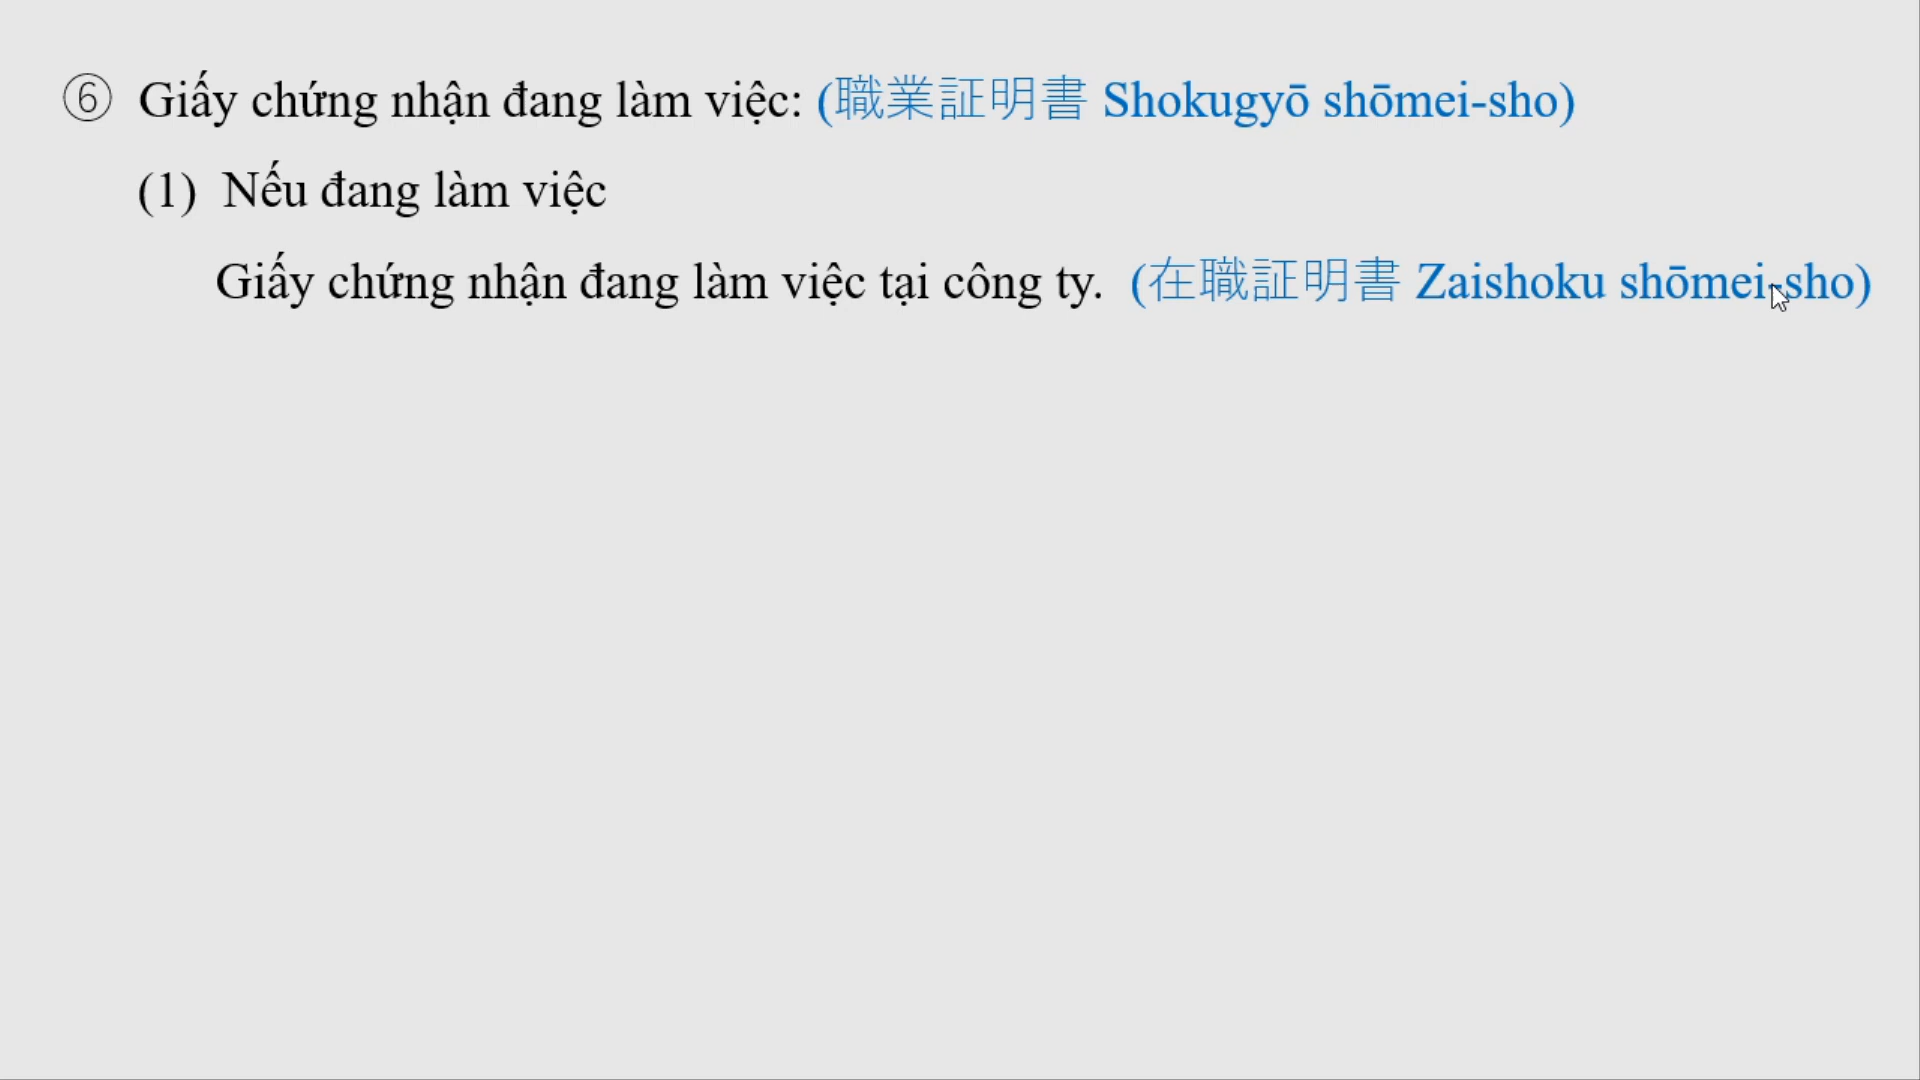 ⑥ Giấy chứng nhận đang làm việc: (職業証明書 Shokugyō shōmei-sho)
(1) Nếu đang làm việc
Giấy chứng nhận đang làm việc tại công ty. (在職証明書 Zaishoku shōmei-sho)